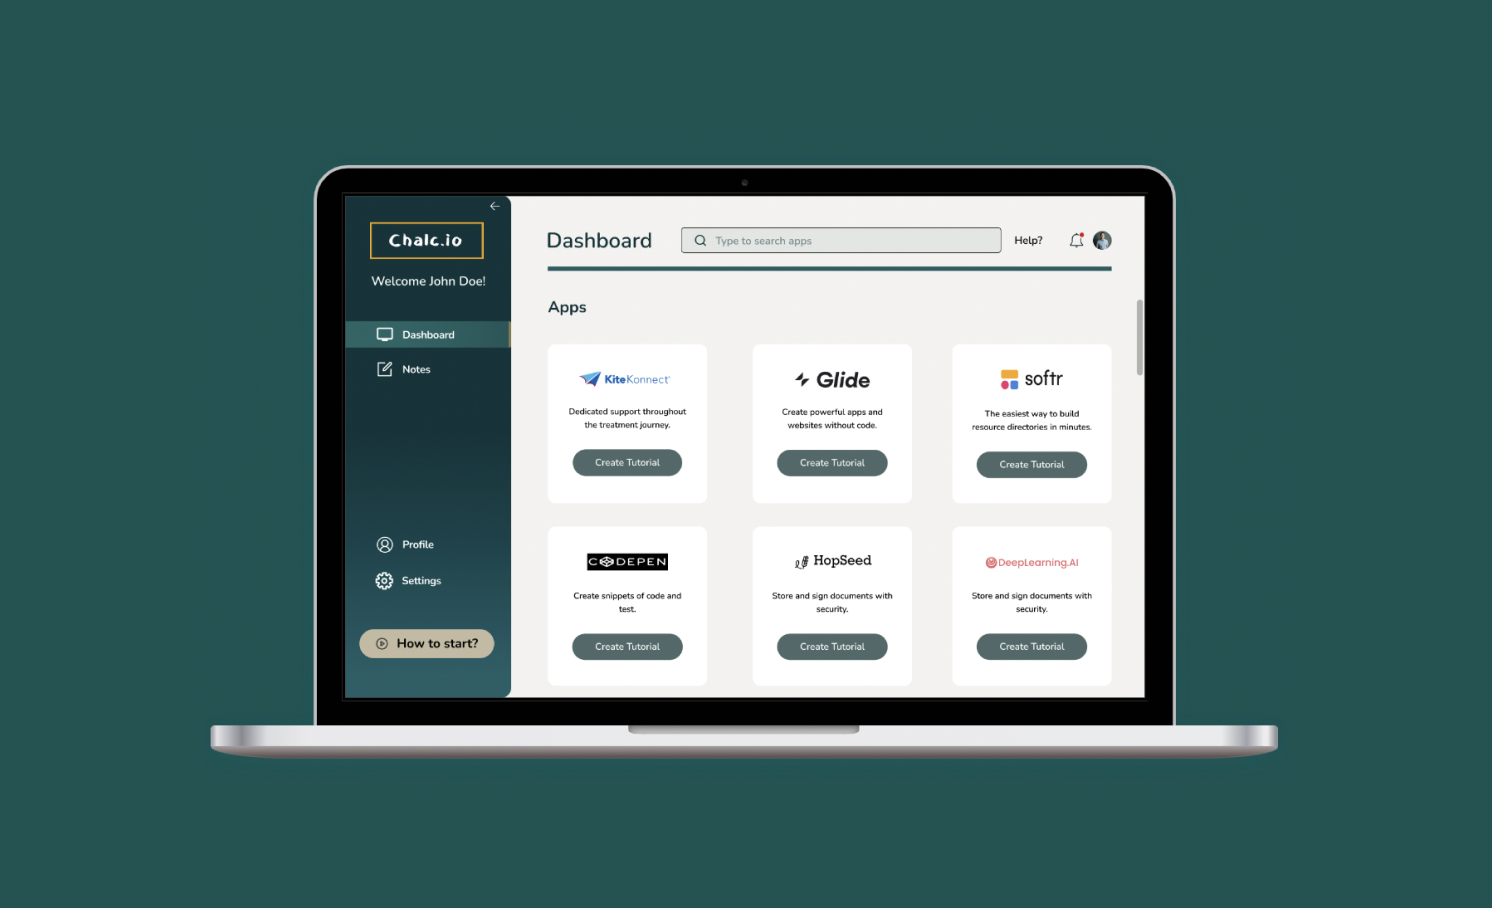 Chalc.io
Welcome John Doe!
Dashboard
Notes
Profile
Settings
How to start?
Dashboard
Type to search apps
Help?
Apps
KiteKonnect
Dedicated support throughout
the treatment journey.
Create Tutorial
Glide
Create powerful apps and
websites without code.
Create Tutorial
softr
The easiest way to build
resource directories in minutes.
Create Tutorial
CODEPEN
Create snippets of code and
test.
Create Tutorial
HopSeed
Store and sign documents with
security.
Create Tutorial
DeepLearning.AI
Store and sign documents with
security.
Create Tutorial